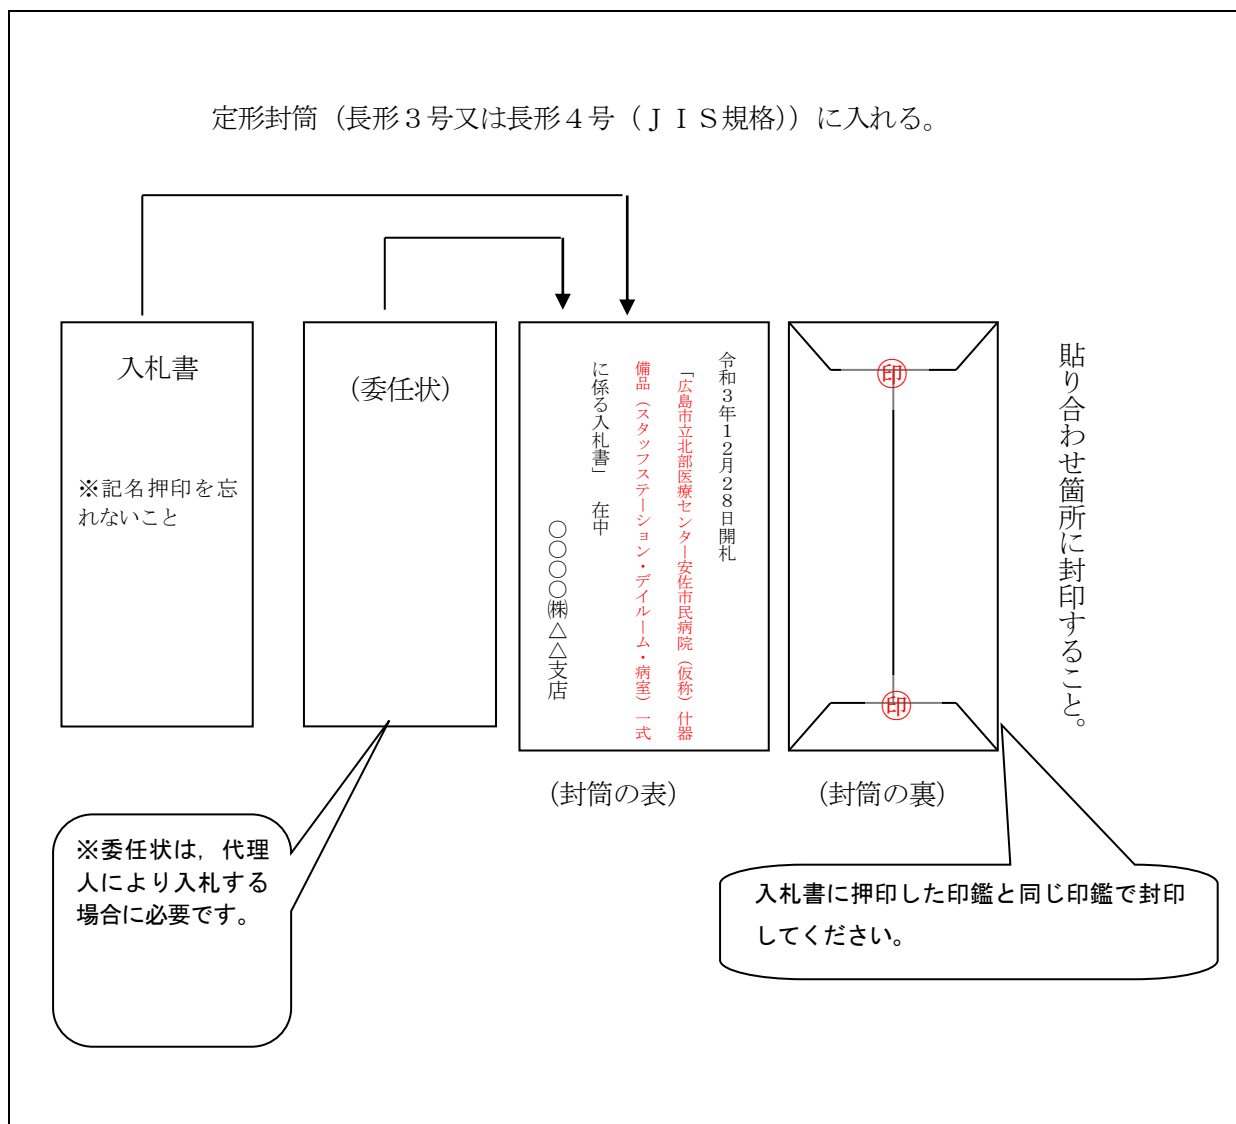 定形封筒（長形３号又は長形４号（ＪＩＳ規格））に入れる。
入札書
※記名押印を忘
れないこと
（委任状）
令和３年１２月２８日開札
「広島市立北部医療センター安佐市民病院（仮称）什器
備品（スタッフステーション・デイルーム・病室）一式
に係る入札書」　在中
〇〇〇〇㈱△△支店
印
印
貼り合わせ箇所に封印すること。
（封筒の表）
（封筒の裏）
※委任状は，代理
人により入札する
場合に必要です。
入札書に押印した印鑑と同じ印鑑で封印
してください。